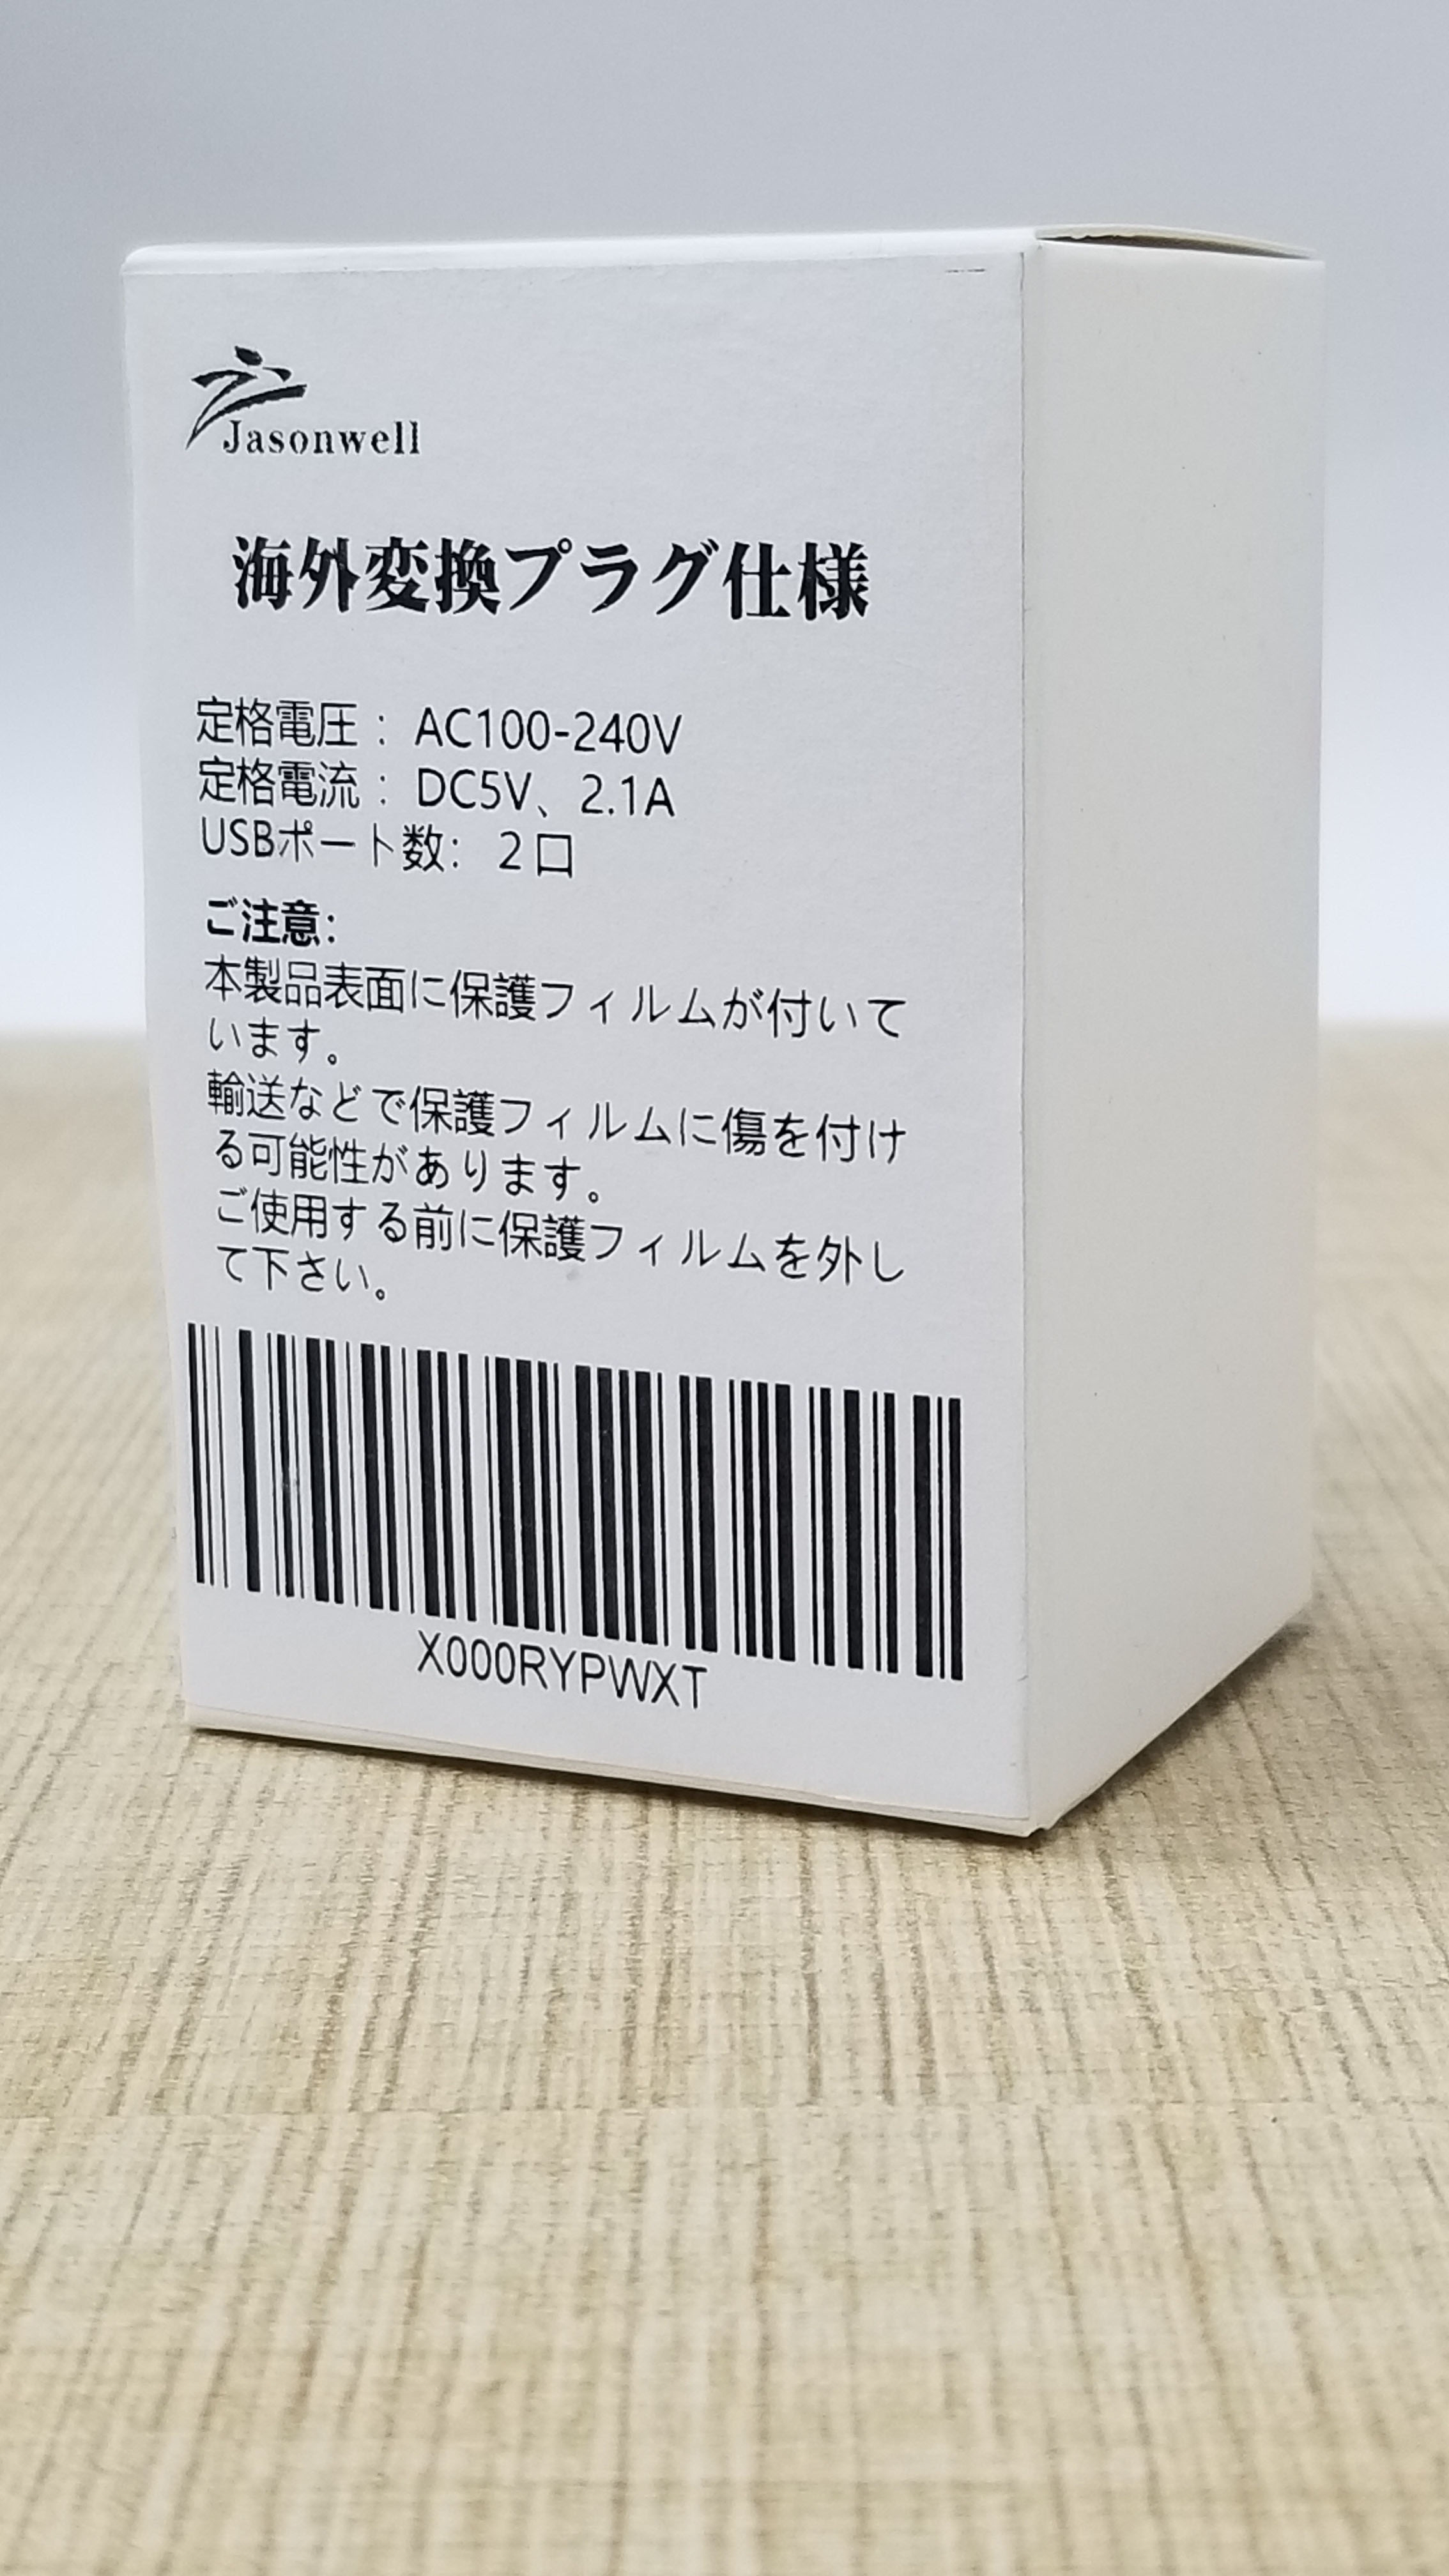 Jasonwell
海外変換プラグ仕様
定格電圧：AC100-240V
定格電流：DC5V、2.1A
USBポート数：2口
ご注意：
本製品表面に保護フィルムが付いて
います。
輸送などで保護フィルムに傷を付け
る可能性があります。
ご使用する前に保護フィルムを外し
て下さい。
X000RYPWXT